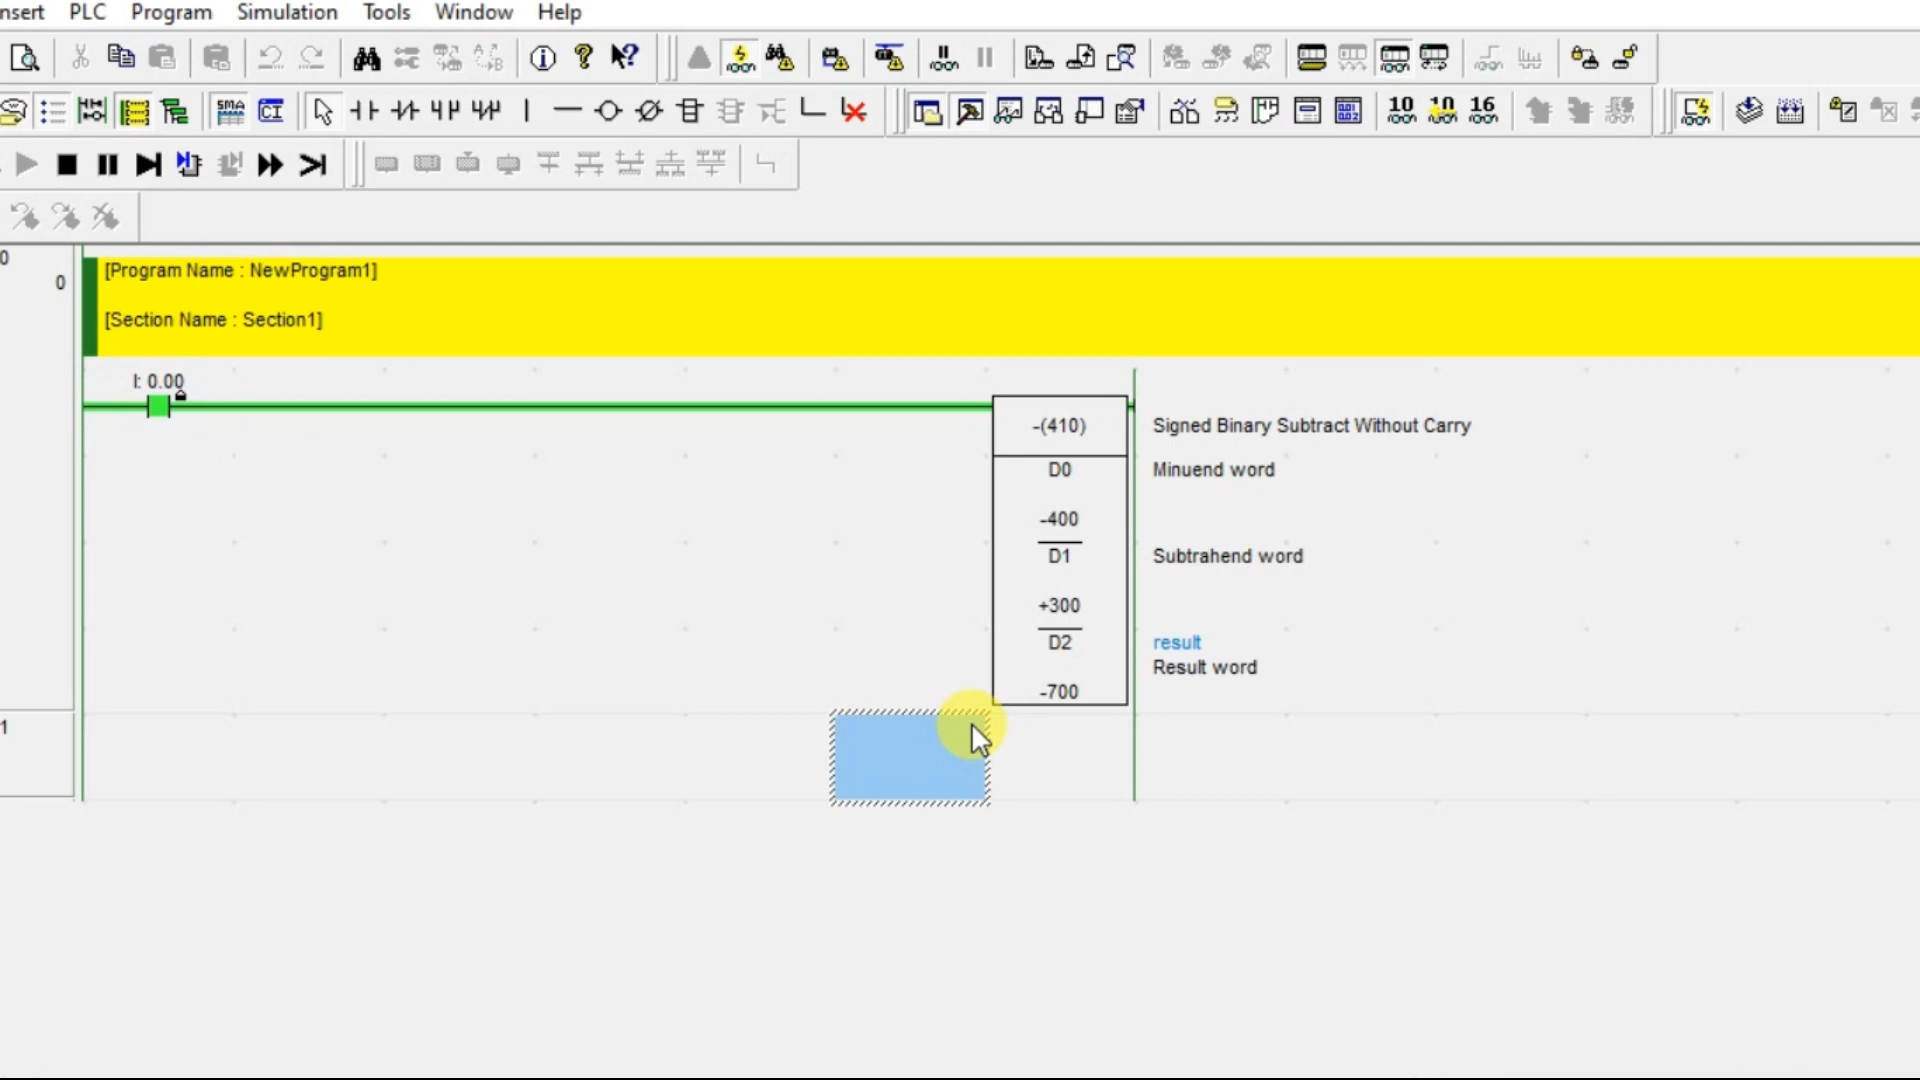 nsert PLC Program Simulation Tools Window Help
SMA CI 10 10 16
0
0
[Program Name : NewProgram1]
[Section Name : Section1]
I: 0.00
-(410) Signed Binary Subtract Without Carry
D0 Minuend word
-400
D1 Subtrahend word
+300
D2 result
Result word
-700
1